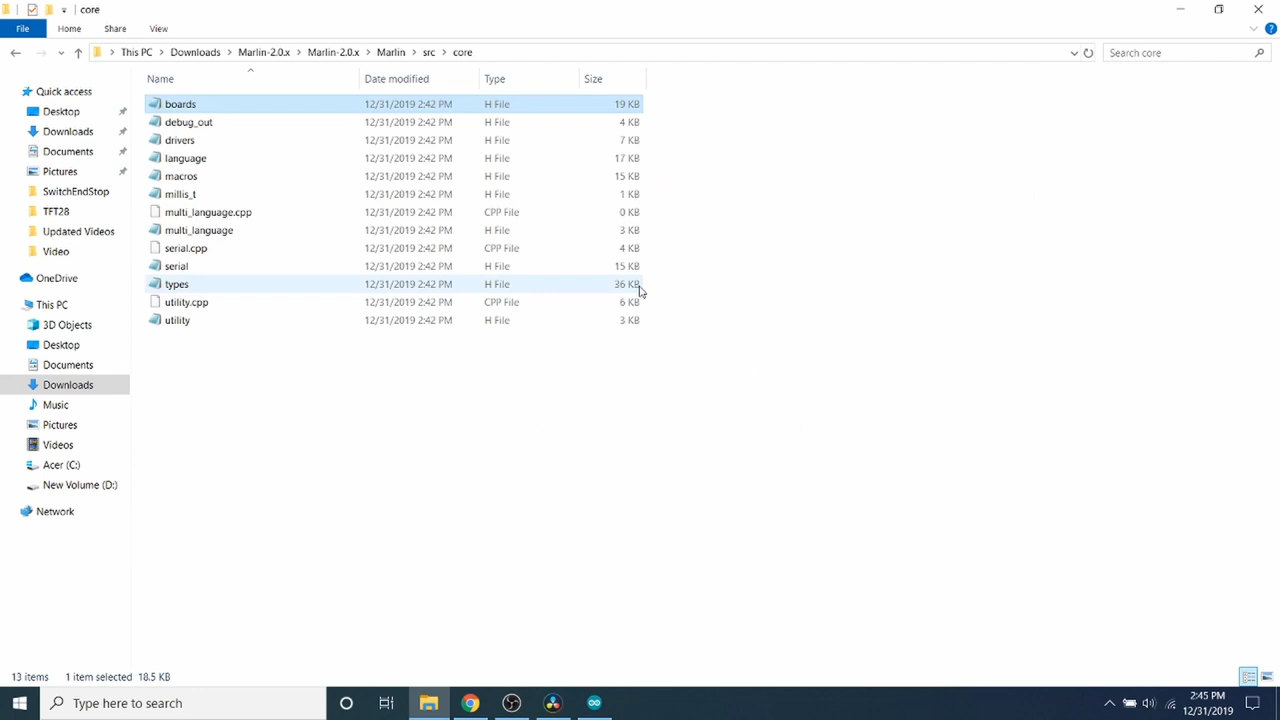 core
File Home Share View
This PC Downloads Marlin-2.0.x Marlin-2.0.x Marlin src core Search core
Name Date modified Type Size
Quick access
Desktop
Downloads
Documents
Pictures
SwitchEndStop
TFT28
Updated Videos
Video
OneDrive
This PC
3D Objects
Desktop
Documents
Downloads
Music
Pictures
Videos
Acer (C:)
New Volume (D:)
Network
boards 12/31/2019 2:42 PM H File 19 KB
debug_out 12/31/2019 2:42 PM H File 4 KB
drivers 12/31/2019 2:42 PM H File 7 KB
language 12/31/2019 2:42 PM H File 17 KB
macros 12/31/2019 2:42 PM H File 15 KB
millis_t 12/31/2019 2:42 PM H File 1 KB
multi_language.cpp 12/31/2019 2:42 PM CPP File 0 KB
multi_language 12/31/2019 2:42 PM H File 3 KB
serial.cpp 12/31/2019 2:42 PM CPP File 4 KB
serial 12/31/2019 2:42 PM H File 15 KB
types 12/31/2019 2:42 PM H File 36 KB
utility.cpp 12/31/2019 2:42 PM CPP File 6 KB
utility 12/31/2019 2:42 PM H File 3 KB
13 items 1 item selected 18.5 KB
Type here to search
2:45 PM
12/31/2019